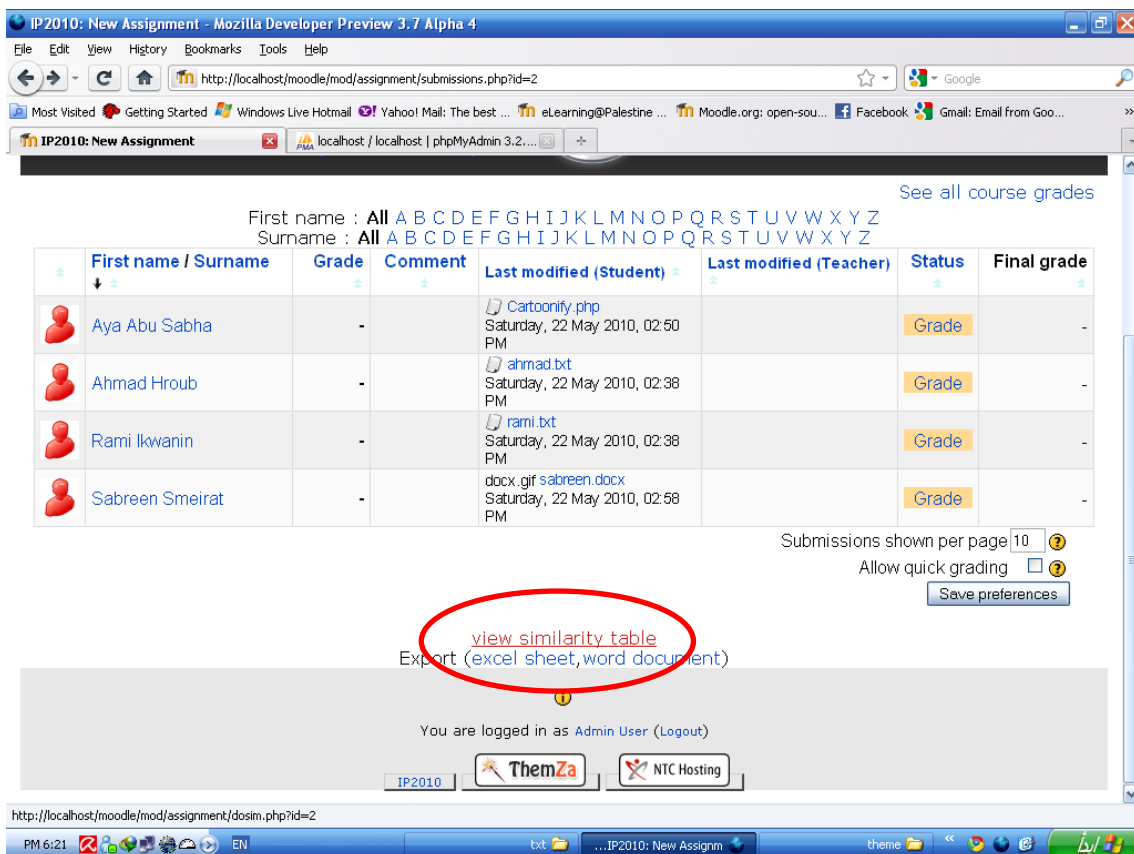 IP2010: New Assignment - Mozilla Developer Preview 3.7 Alpha 4
File Edit View History Bookmarks Tools Help
http://localhost/moodle/mod/assignment/submissions.php?id=2
Google
Most Visited Getting Started Windows Live Hotmail Yahoo! Mail: The best ... eLearning@Palestine ... Moodle.org: open-sou... Facebook Gmail: Email from Goo... »
IP2010: New Assignment localhost / localhost | phpMyAdmin 3.2....
See all course grades
First name : All A B C D E F G H I J K L M N O P Q R S T U V W X Y Z
Surname : All A B C D E F G H I J K L M N O P Q R S T U V W X Y Z
First name / Surname Grade Comment Last modified (Student) Last modified (Teacher) Status Final grade
Cartoonify.php
Aya Abu Sabha - Saturday, 22 May 2010, 02:50 Grade -
PM
ahmad.txt
Ahmad Hroub - Saturday, 22 May 2010, 02:38 Grade -
PM
rami.txt
Rami Ikwanin - Saturday, 22 May 2010, 02:38 Grade -
PM
docx.gif sabreen.docx
Sabreen Smeirat - Saturday, 22 May 2010, 02:58 Grade -
PM
Submissions shown per page 10 ?
Allow quick grading ?
Save preferences
view similarity table
Export (excel sheet,word document)
You are logged in as Admin User (Logout)
IP2010 ThemZa NTC Hosting
http://localhost/moodle/mod/assignment/dosim.php?id=2
PM 6:21 EN txt ...IP2010: New Assignm theme « ابدأ